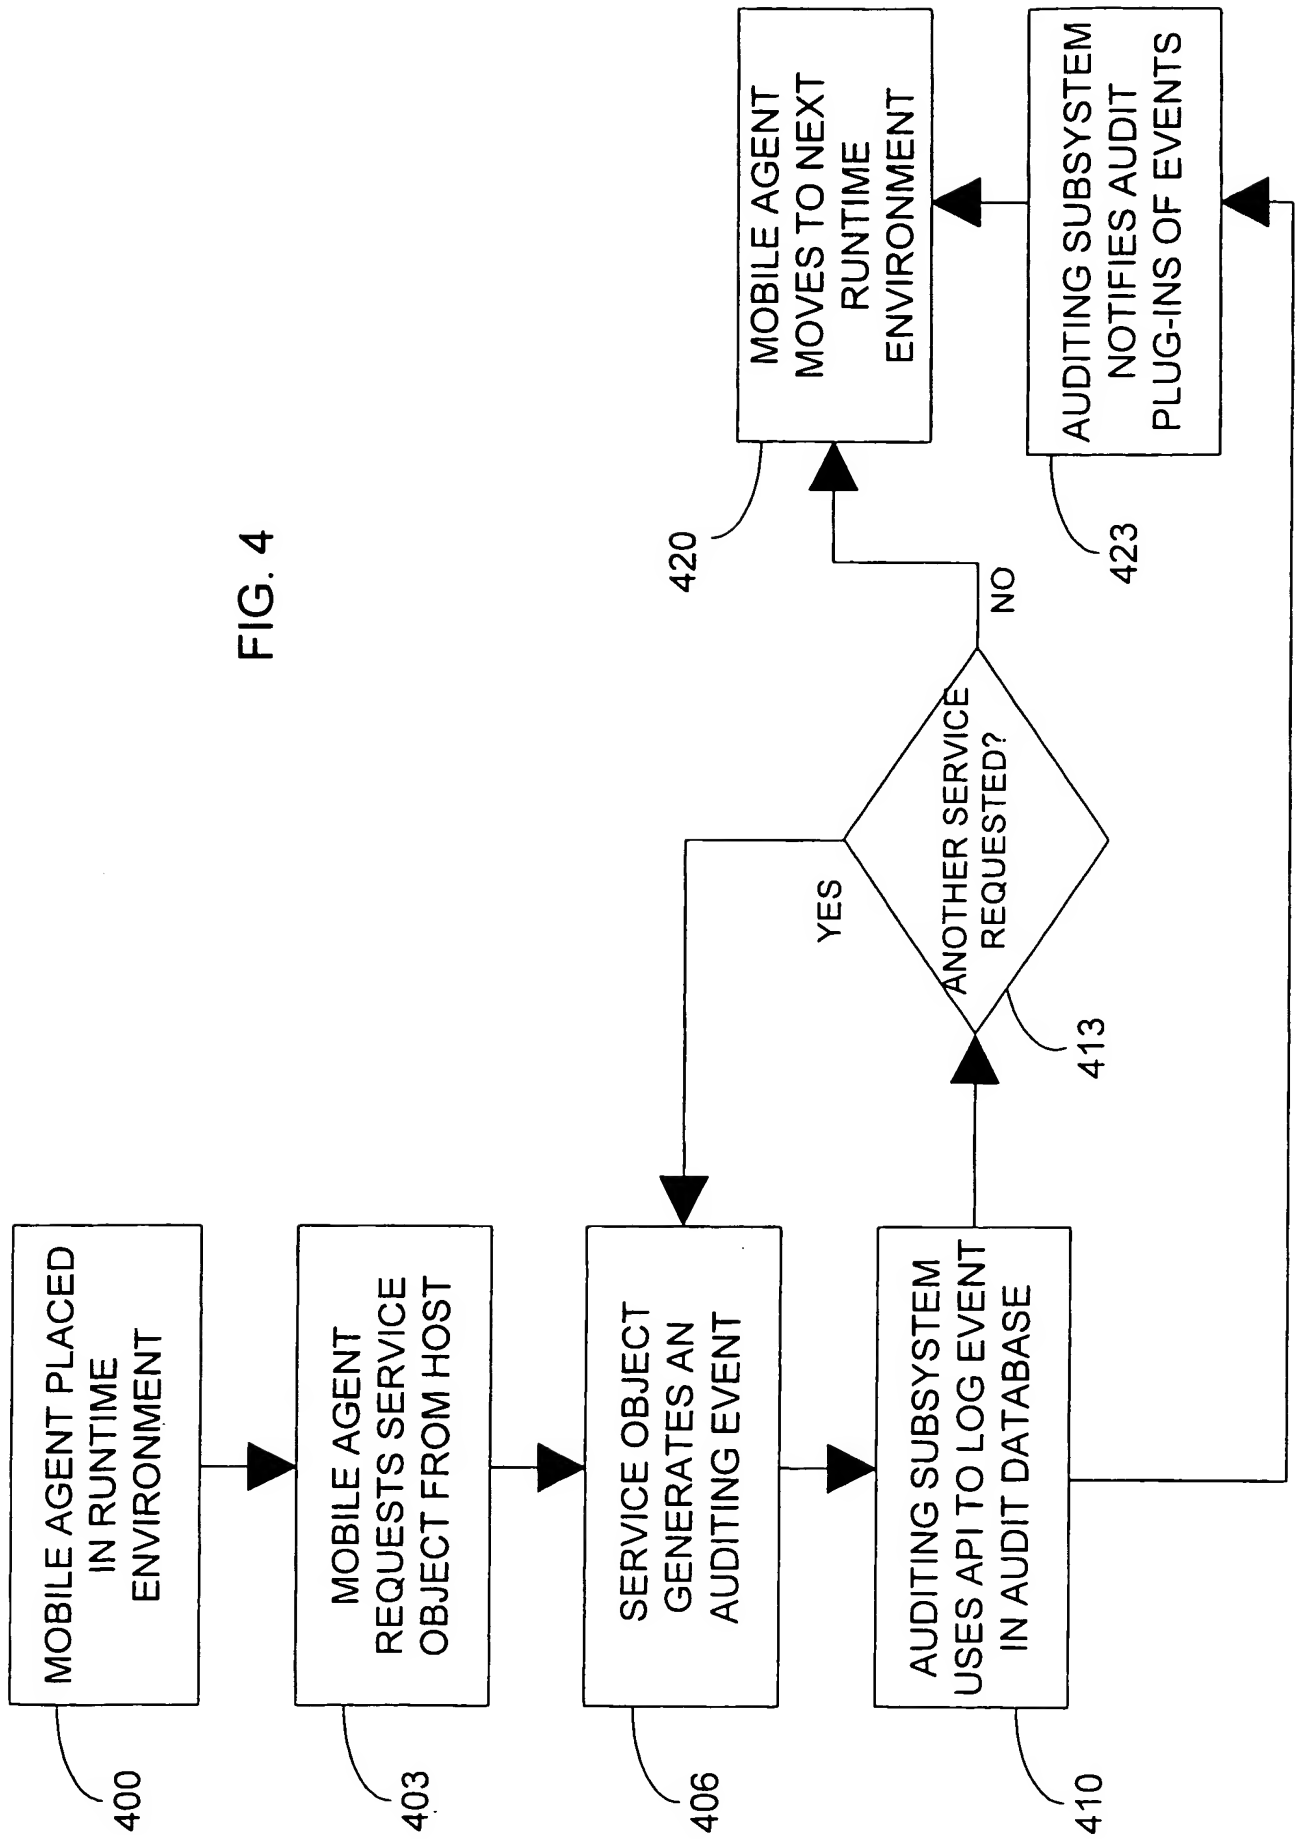 FIG. 4
400
MOBILE AGENT PLACED
IN RUNTIME
ENVIRONMENT
403
MOBILE AGENT
REQUESTS SERVICE
OBJECT FROM HOST
406
SERVICE OBJECT
GENERATES AN
AUDITING EVENT
410
AUDITING SUBSYSTEM
USES API TO LOG EVENT
IN AUDIT DATABASE
413
ANOTHER SERVICE
REQUESTED?
YES
NO
420
MOBILE AGENT
MOVES TO NEXT
RUNTIME
ENVIRONMENT
423
AUDITING SUBSYSTEM
NOTIFIES AUDIT
PLUG-INS OF EVENTS